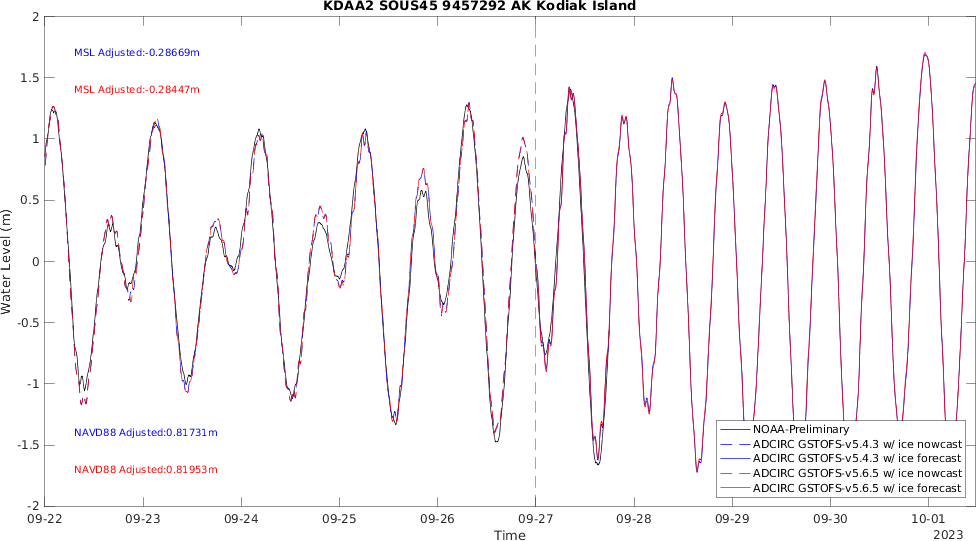 KDAA2 SOUS45 9457292 AK Kodiak Island
2
1.5
1
0.5
0
-0.5
-1
-1.5
-2
Water Level (m)
MSL Adjusted:-0.28669m
MSL Adjusted:-0.28447m
NAVD88 Adjusted:0.81731m
NAVD88 Adjusted:0.81953m
NOAA-Preliminary
ADCIRC GSTOFS-v5.4.3 w/ ice nowcast
ADCIRC GSTOFS-v5.4.3 w/ ice forecast
ADCIRC GSTOFS-v5.6.5 w/ ice nowcast
ADCIRC GSTOFS-v5.6.5 w/ ice forecast
09-22 09-23 09-24 09-25 09-26 09-27 09-28 09-29 09-30 10-01
Time
2023